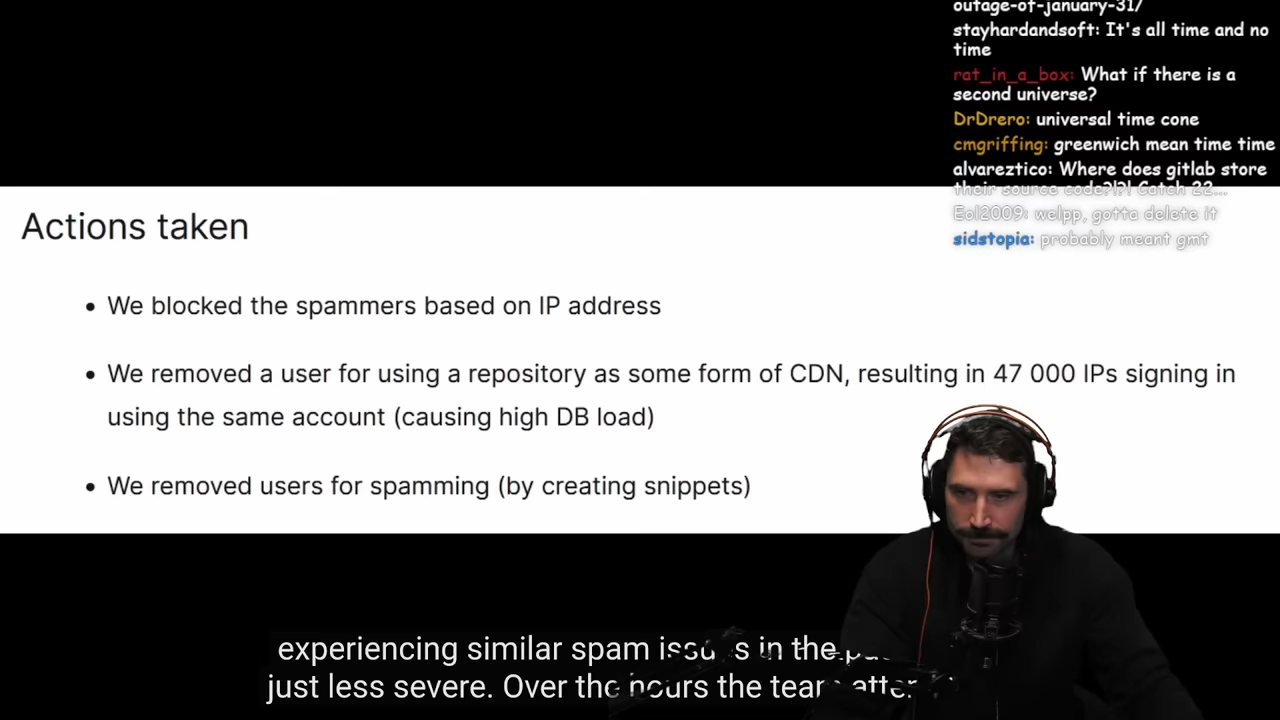 outage-of-january-31/
stayhardandsoft: It's all time and no
time
rat_in_a_box: What if there is a
second universe?
DrDrero: universal time cone
cmgriffing: greenwich mean time time
alvareztico: Where does gitlab store
their source code?!?! Catch 22...
Eol2009: welpp, gotta delete it
sidstopia: probably meant gmt
Actions taken
• We blocked the spammers based on IP address
• We removed a user for using a repository as some form of CDN, resulting in 47 000 IPs signing in
using the same account (causing high DB load)
• We removed users for spamming (by creating snippets)
experiencing similar spam issues in the
just less severe. Over the hours the team